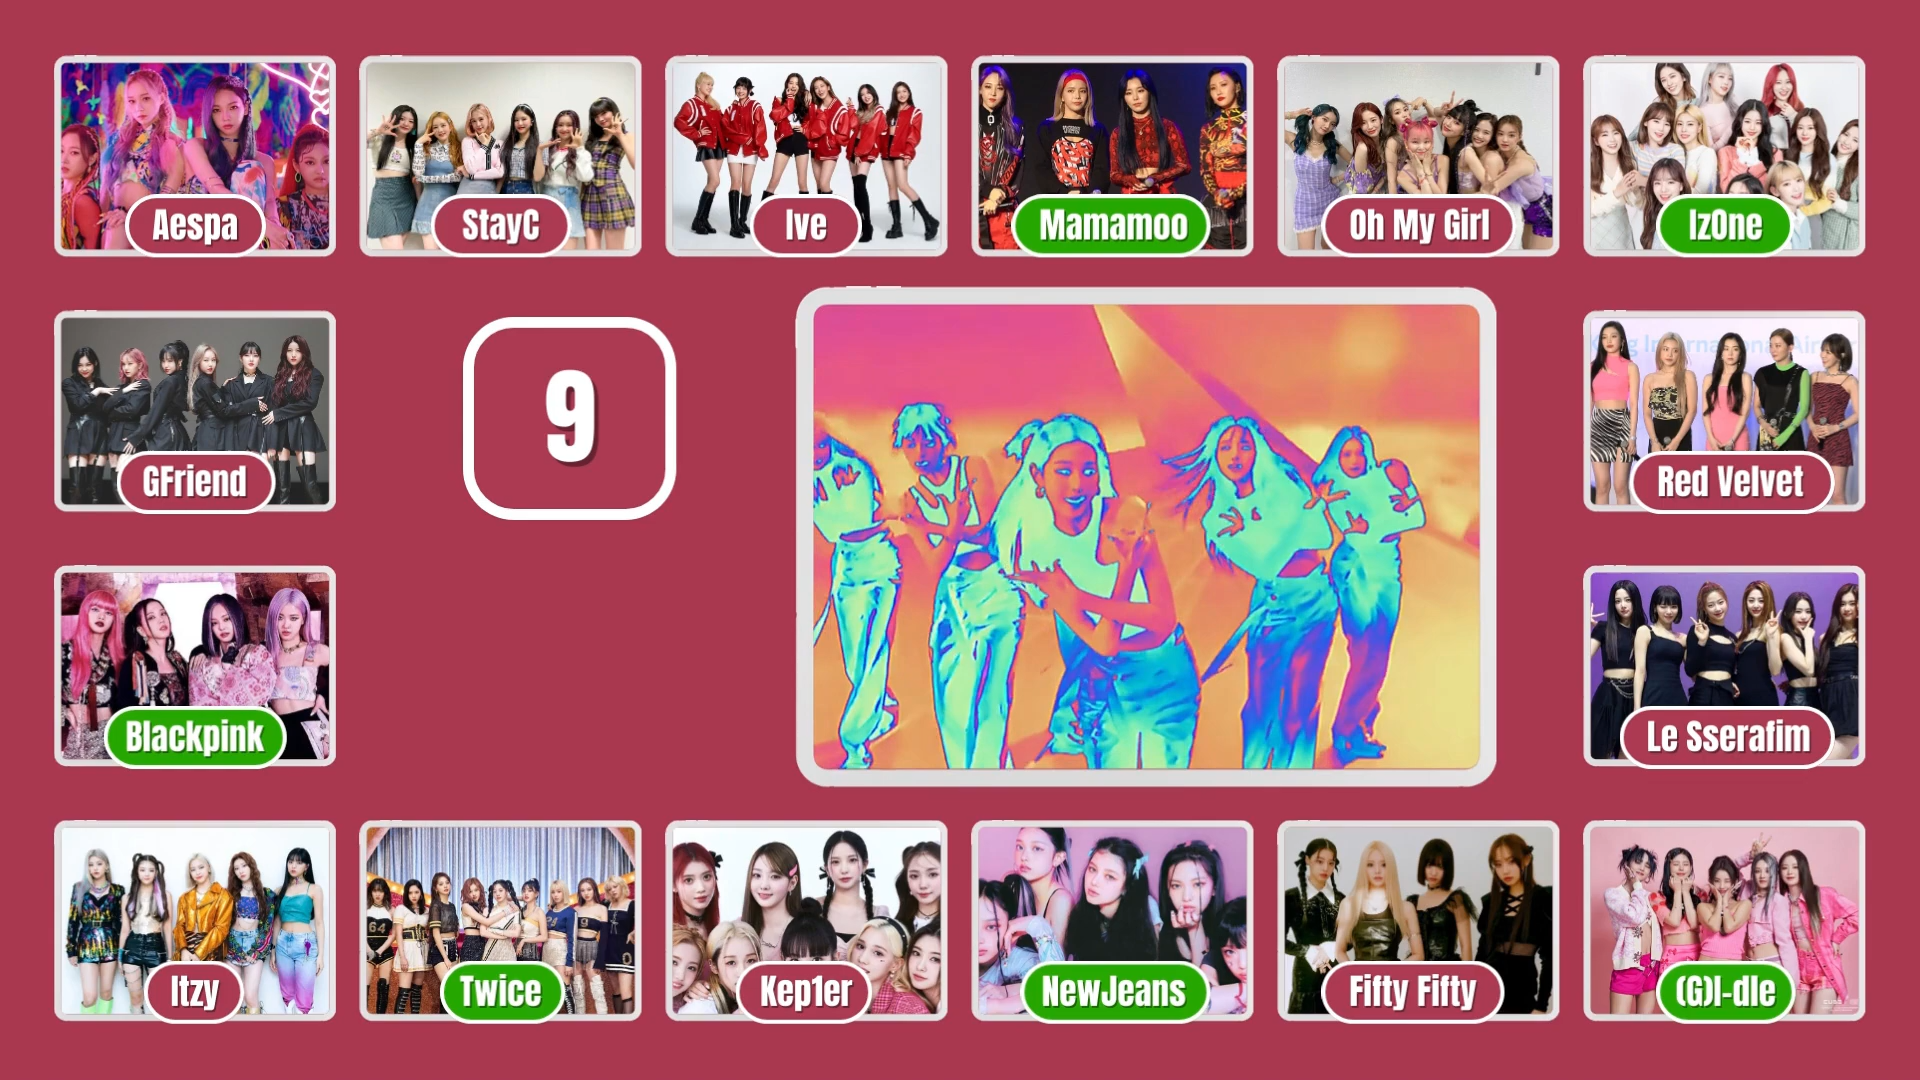 Aespa
StayC
Ive
Mamamoo
Oh My Girl
IzOne
GFriend
9
Red Velvet
Blackpink
Le Sserafim
Itzy
Twice
Kep1er
NewJeans
Fifty Fifty
(G)I-dle